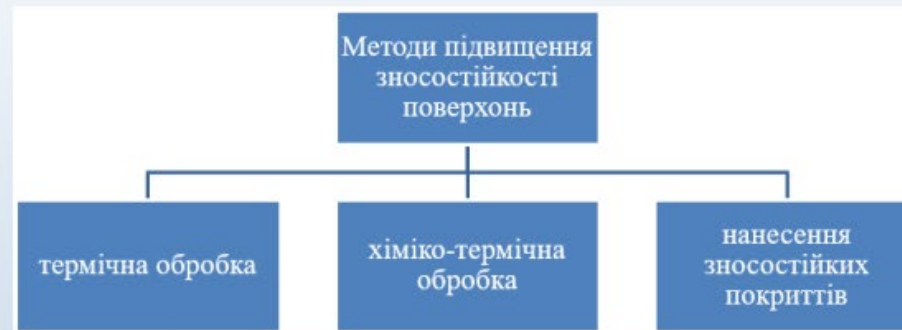 Методи підвищення
зносостійкості
поверхонь
термічна обробка
хіміко-термічна
обробка
нанесення
зносостійких
покриттів